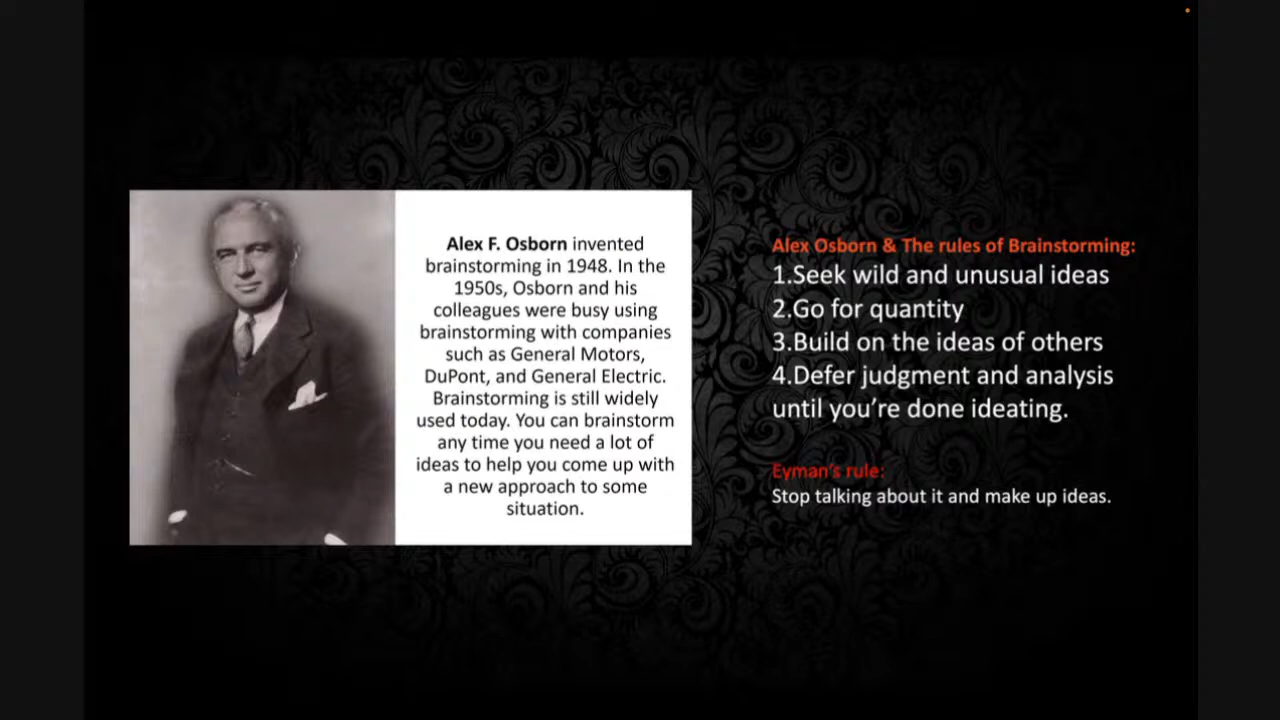 Alex F. Osborn invented
brainstorming in 1948. In the
1950s, Osborn and his
colleagues were busy using
brainstorming with companies
such as General Motors,
DuPont, and General Electric.
Brainstorming is still widely
used today. You can brainstorm
any time you need a lot of
ideas to help you come up with
a new approach to some
situation.
Alex Osborn & The rules of Brainstorming:
1.Seek wild and unusual ideas
2.Go for quantity
3.Build on the ideas of others
4.Defer judgment and analysis
until you’re done ideating.
Eyman’s rule:
Stop talking about it and make up ideas.